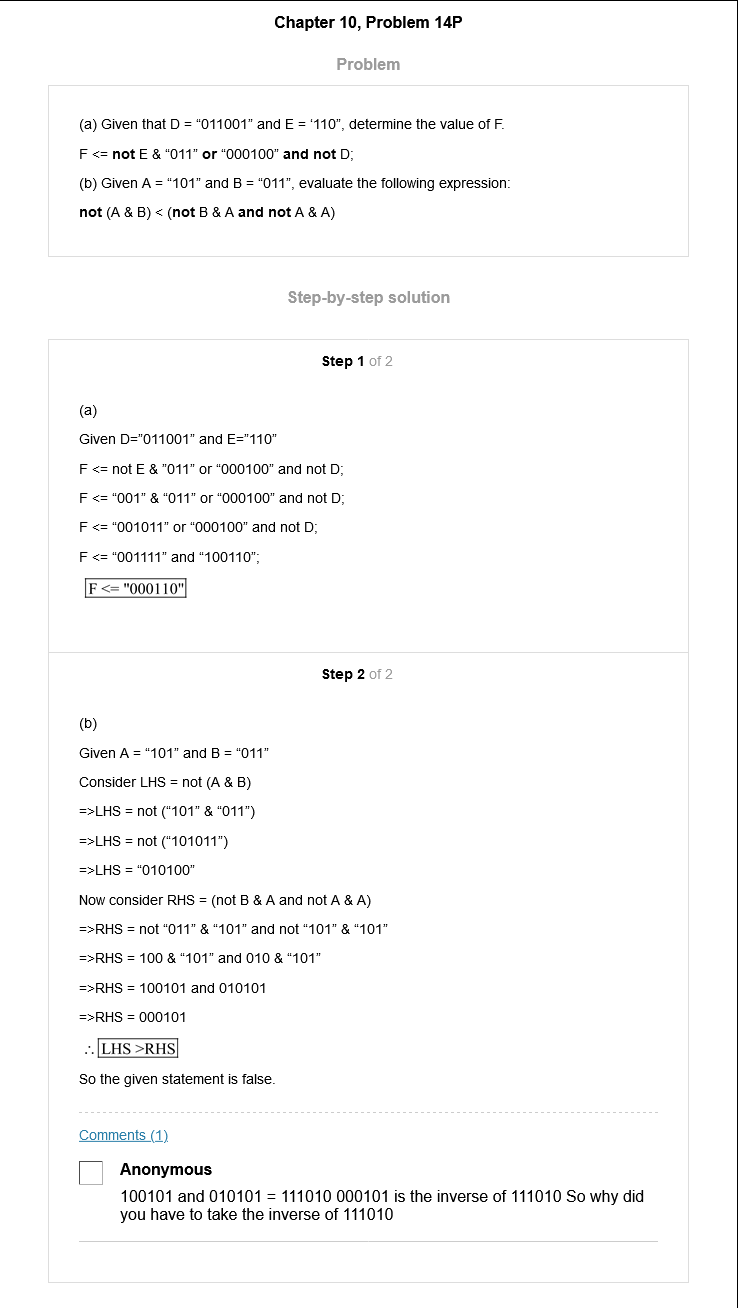 Chapter 10, Problem 14P
Problem
(a) Given that D = “011001” and E = ‘110”, determine the value of F.
F <= not E & “011” or “000100” and not D;
(b) Given A = “101” and B = “011”, evaluate the following expression:
not (A & B) < (not B & A and not A & A)
Step-by-step solution
Step 1 of 2
(a)
Given D=”011001” and E=”110”
F <= not E & ”011” or “000100” and not D;
F <= “001” & “011” or “000100” and not D;
F <= “001011” or “000100” and not D;
F <= “001111” and “100110”;
F <= "000110"
Step 2 of 2
(b)
Given A = “101” and B = “011”
Consider LHS = not (A & B)
=>LHS = not (“101” & “011”)
=>LHS = not (“101011”)
=>LHS = “010100”
Now consider RHS = (not B & A and not A & A)
=>RHS = not “011” & “101” and not “101” & “101”
=>RHS = 100 & “101” and 010 & “101”
=>RHS = 100101 and 010101
=>RHS = 000101
∴ LHS >RHS
So the given statement is false.
Comments (1)
Anonymous
100101 and 010101 = 111010 000101 is the inverse of 111010 So why did
you have to take the inverse of 111010